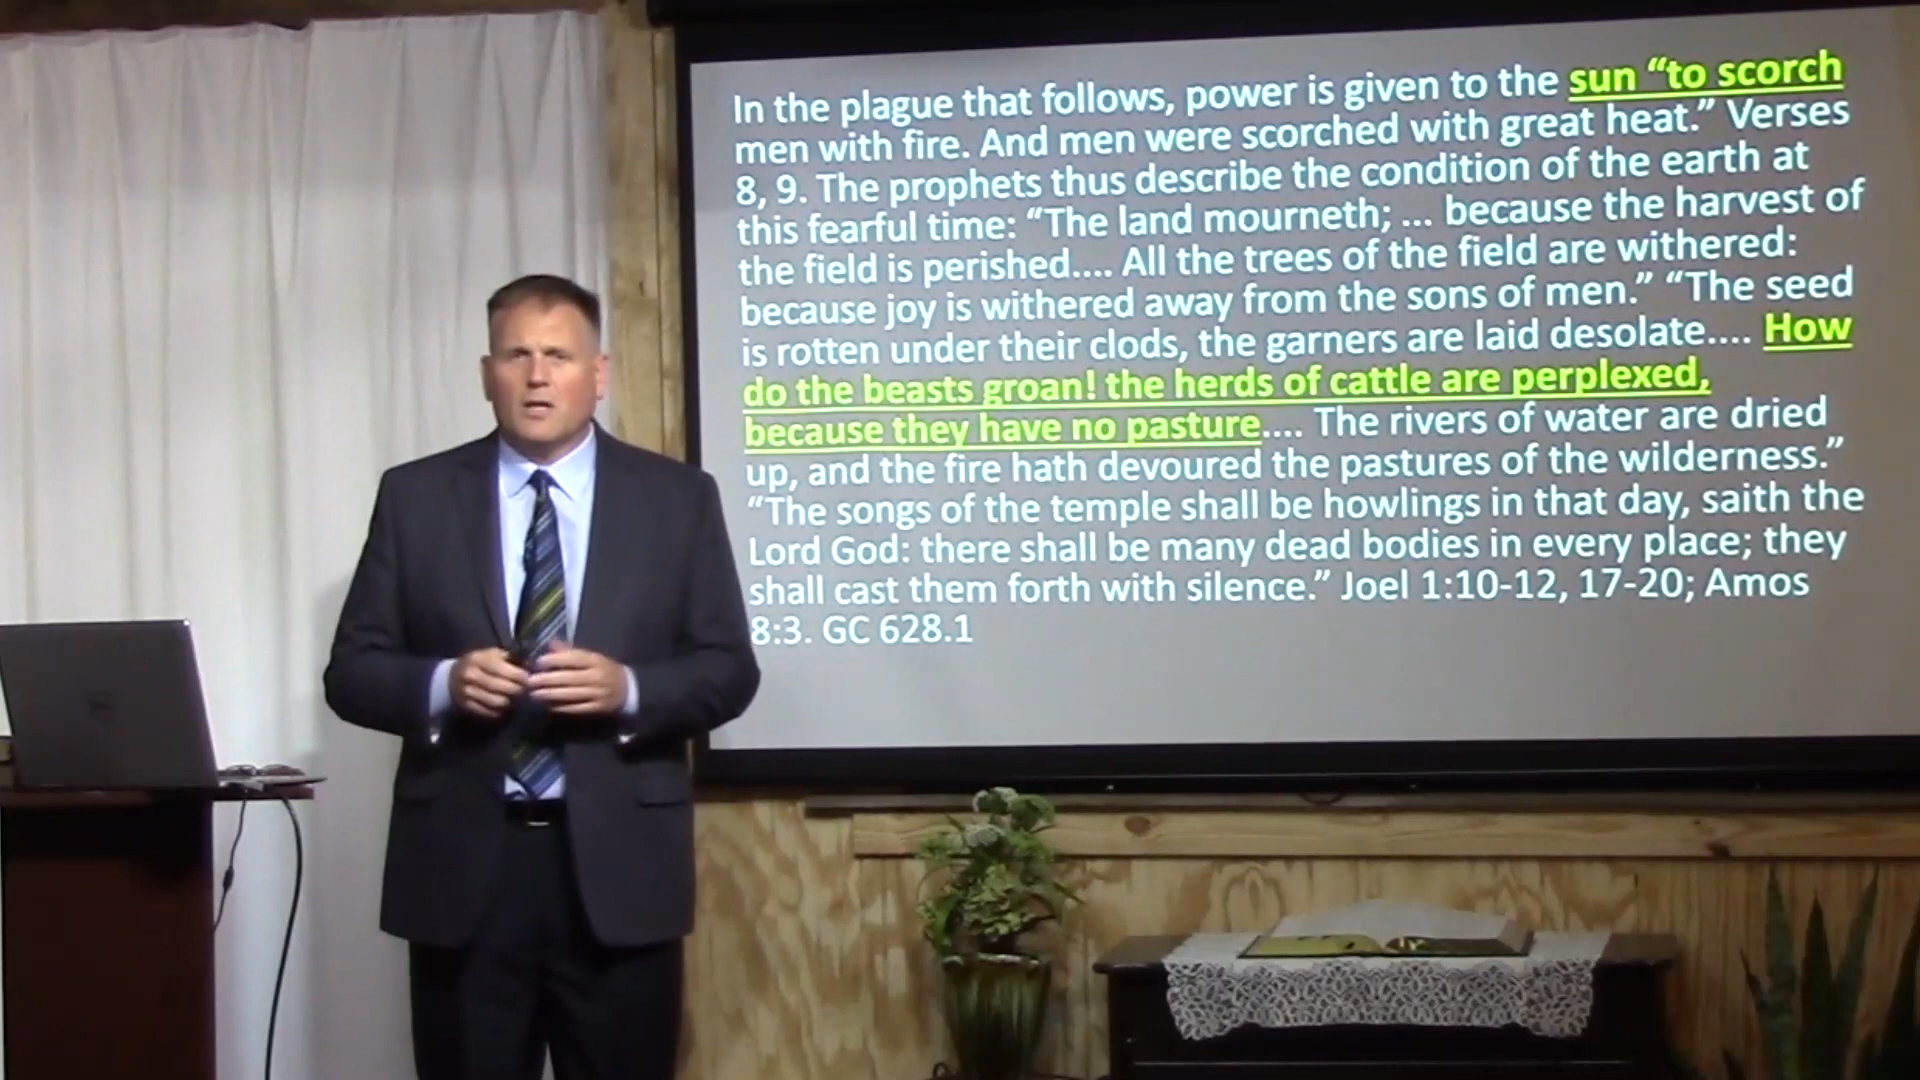 In the plague that follows, power is given to the sun “to scorch
men with fire. And men were scorched with great heat.” Verses
8, 9. The prophets thus describe the condition of the earth at
this fearful time: “The land mourneth; ... because the harvest of
the field is perished.... All the trees of the field are withered:
because joy is withered away from the sons of men.” “The seed
is rotten under their clods, the garners are laid desolate.... How
do the beasts groan! the herds of cattle are perplexed,
because they have no pasture.... The rivers of water are dried
up, and the fire hath devoured the pastures of the wilderness.”
“The songs of the temple shall be howlings in that day, saith the
Lord God: there shall be many dead bodies in every place; they
shall cast them forth with silence.” Joel 1:10-12, 17-20; Amos
8:3. GC 628.1